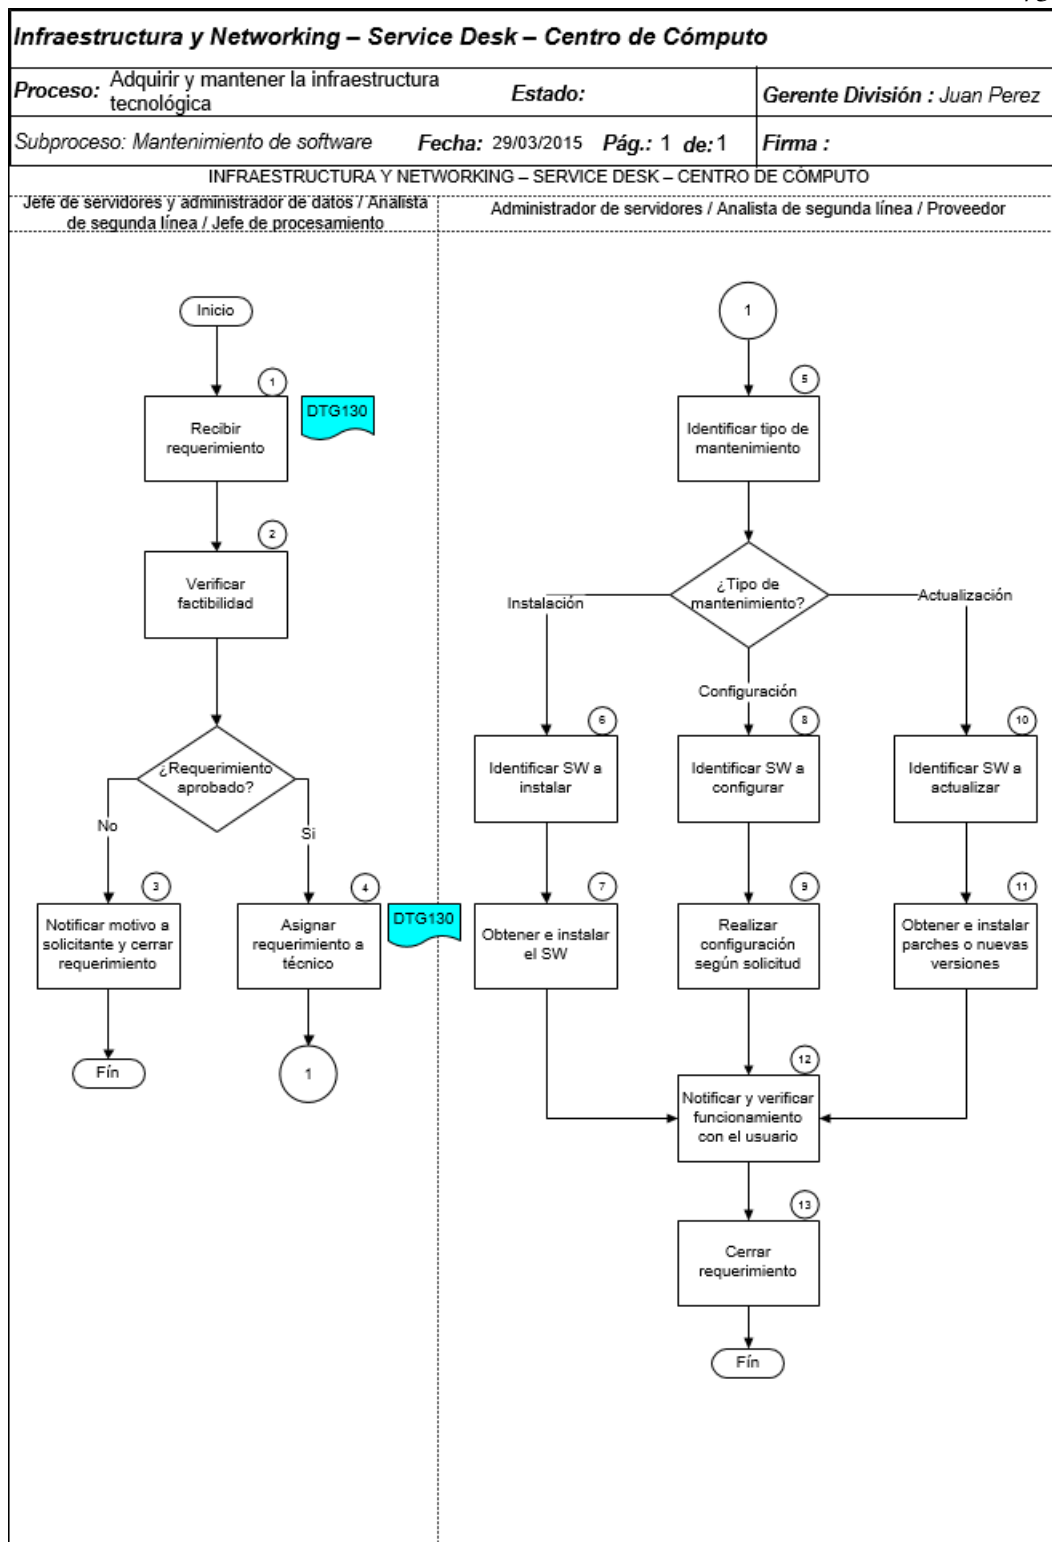 Infraestructura y Networking – Service Desk – Centro de Cómputo
Proceso: Adquirir y mantener la infraestructura
tecnológica
Estado:
Gerente División : Juan Perez
Subproceso: Mantenimiento de software
Fecha: 29/03/2015
Pág.: 1 de:1
Firma :
INFRAESTRUCTURA Y NETWORKING – SERVICE DESK – CENTRO DE CÓMPUTO
Jefe de servidores y administrador de datos / Analista
de segunda línea / Jefe de procesamiento
Administrador de servidores / Analista de segunda línea / Proveedor
Inicio
1
Recibir
requerimiento
DTG130
2
Verificar
factibilidad
¿Requerimiento
aprobado?
No
Si
3
Notificar motivo a
solicitante y cerrar
requerimiento
4
Asignar
requerimiento a
técnico
DTG130
Fín
1
1
5
Identificar tipo de
mantenimiento
¿Tipo de
mantenimiento?
Instalación
Configuración
Actualización
6
Identificar SW a
instalar
8
Identificar SW a
configurar
10
Identificar SW a
actualizar
7
Obtener e instalar
el SW
9
Realizar
configuración
según solicitud
11
Obtener e instalar
parches o nuevas
versiones
12
Notificar y verificar
funcionamiento
con el usuario
13
Cerrar
requerimiento
Fín